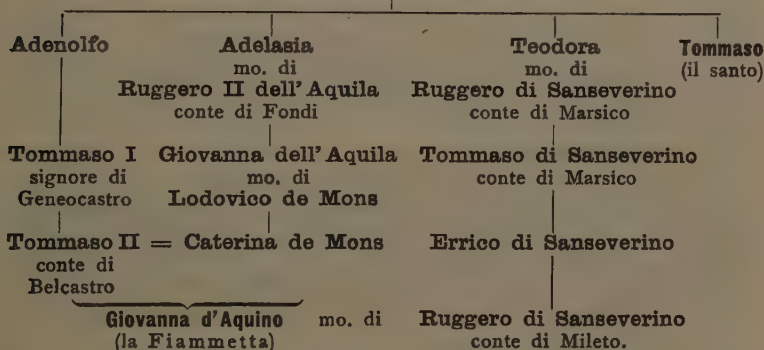 Adenolfo Adelasia Teodora Tommaso
mo. di mo. di (il santo)
Ruggero II dell'Aquila Ruggero di Sanseverino
conte di Fondi conte di Marsico
Tommaso I Giovanna dell'Aquila Tommaso di Sanseverino
signore di mo. di conte di Marsico
Geneocastro Lodovico de Mons
Tommaso II = Caterina de Mons Errico di Sanseverino
conte di
Belcastro
Giovanna d'Aquino mo. di Ruggero di Sanseverino
(la Fiammetta) conte di Mileto.